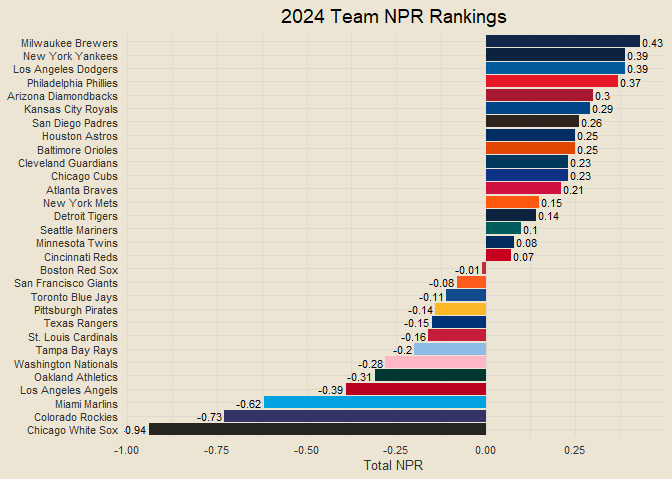 2024 Team NPR Rankings
Milwaukee Brewers 0.43
New York Yankees 0.39
Los Angeles Dodgers 0.39
Philadelphia Phillies 0.37
Arizona Diamondbacks 0.3
Kansas City Royals 0.29
San Diego Padres 0.26
Houston Astros 0.25
Baltimore Orioles 0.25
Cleveland Guardians 0.23
Chicago Cubs 0.23
Atlanta Braves 0.21
New York Mets 0.15
Detroit Tigers 0.14
Seattle Mariners 0.1
Minnesota Twins 0.08
Cincinnati Reds 0.07
Boston Red Sox -0.01
San Francisco Giants -0.08
Toronto Blue Jays -0.11
Pittsburgh Pirates -0.14
Texas Rangers -0.15
St. Louis Cardinals -0.16
Tampa Bay Rays -0.2
Washington Nationals -0.28
Oakland Athletics -0.31
Los Angeles Angels -0.39
Miami Marlins -0.62
Colorado Rockies -0.73
Chicago White Sox -0.94
-1.00 -0.75 -0.50 -0.25 0.00 0.25
Total NPR